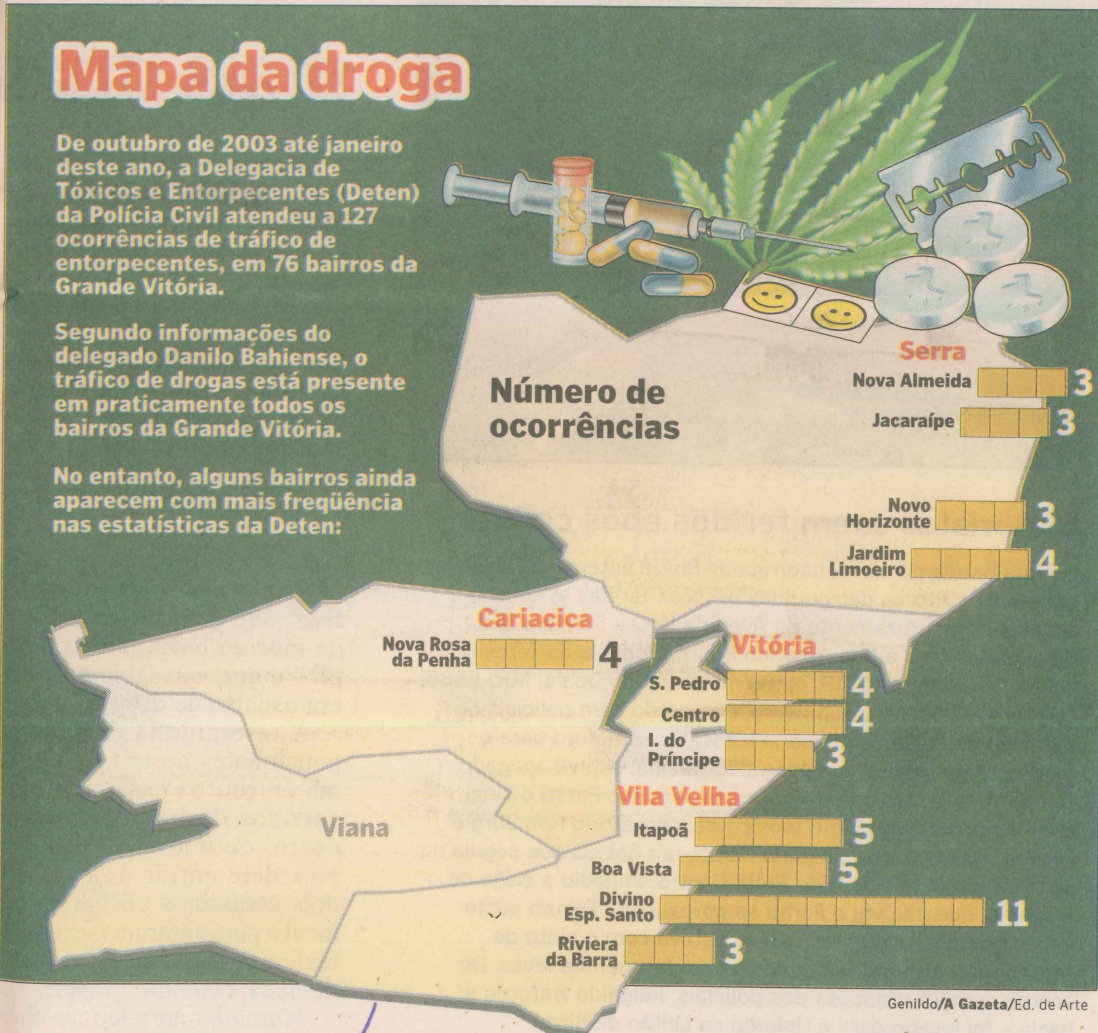 Mapa da droga
De outubro de 2003 até janeiro
deste ano, a Delegacia de
Tóxicos e Entorpecentes (Deten)
da Polícia Civil atendeu a 127
ocorrências de tráfico de
entorpecentes, em 76 bairros da
Grande Vitória.
Segundo informações do
delegado Danilo Bahiense, o
tráfico de drogas está presente
em praticamente todos os
bairros da Grande Vitória.
No entanto, alguns bairros ainda
aparecem com mais freqüência
nas estatísticas da Deten:
Número de
ocorrências
Serra
Nova Almeida 3
Jacaraípe 3
Novo
Horizonte 3
Jardim
Limoeiro 4
Cariacica
Nova Rosa
da Penha 4
Vitória
S. Pedro 4
Centro 4
I. do
Príncipe 3
Vila Velha
Itapoã 5
Boa Vista 5
Divino
Esp. Santo 11
Riviera
da Barra 3
Viana
Genildo/A Gazeta/Ed. de Arte